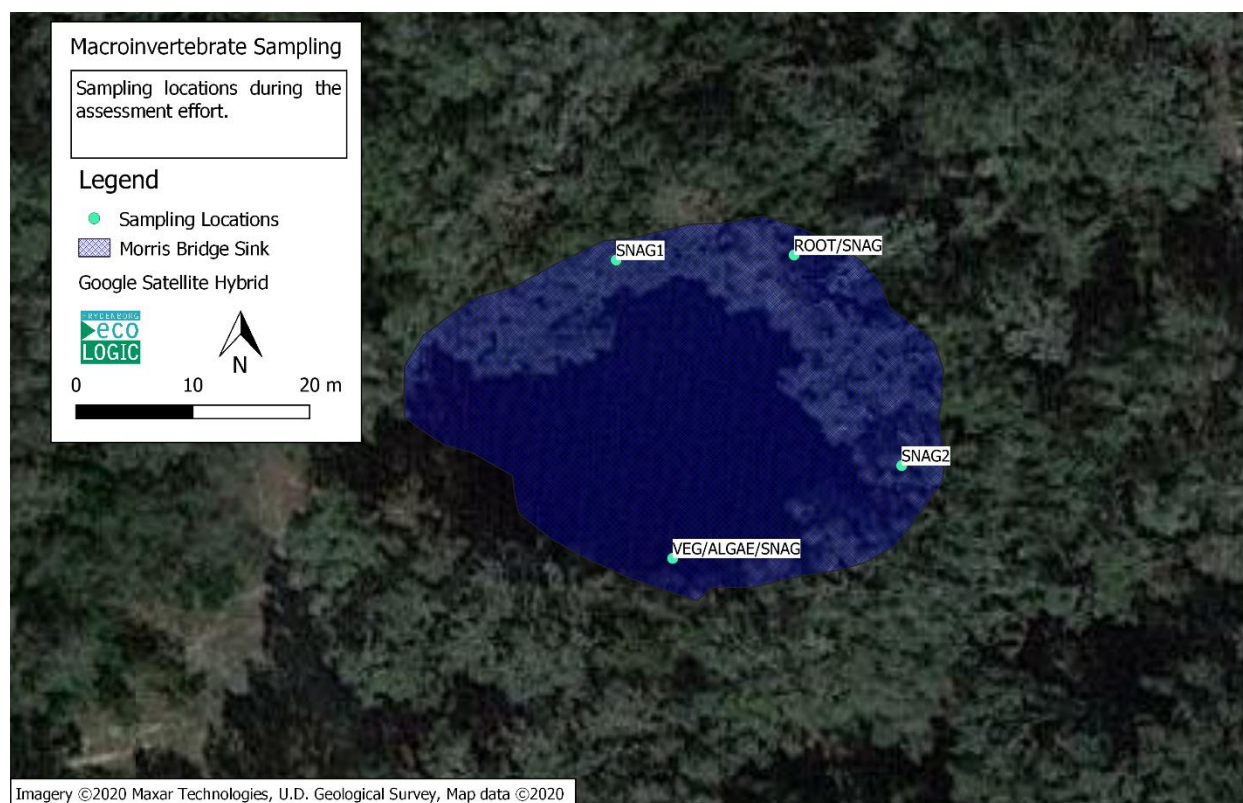 Macroinvertebrate Sampling
Sampling locations during the
assessment effort.
Legend
Sampling Locations
Morris Bridge Sink
Google Satellite Hybrid
FRYDENBORG
eco
LOGIC
N
0 10 20 m
SNAG1
ROOT/SNAG
SNAG2
VEG/ALGAE/SNAG
Imagery ©2020 Maxar Technologies, U.D. Geological Survey, Map data ©2020